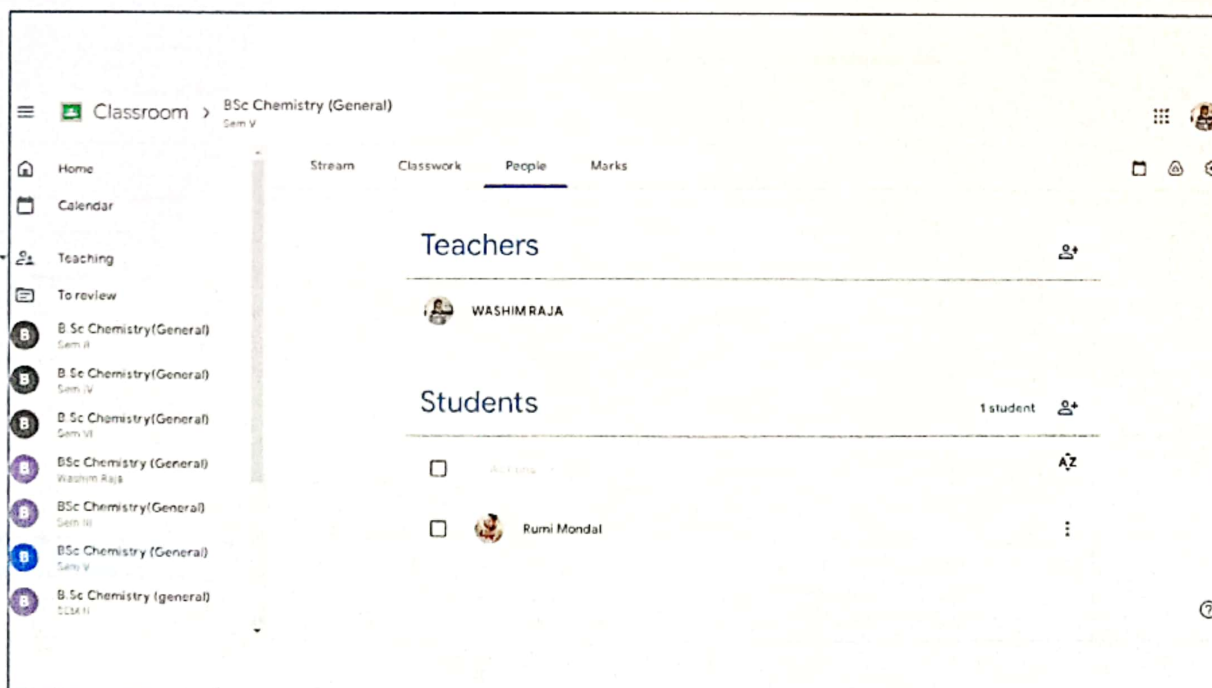 Classroom > BSc Chemistry (General)
Sem V
Home
Calendar
Teaching
To review
B B.Sc Chemistry(General)
Sem II
B B.Sc Chemistry(General)
Sem IV
B B.Sc Chemistry(General)
Sem VI
B BSc Chemistry (General)
Washim Raja
B BSc Chemistry(General)
Sem III
B BSc Chemistry (General)
Sem V
B B.Sc Chemistry (general)
Stream Classwork People Marks
Teachers
WASHIM RAJA
Students 1 student
AZ
Rumi Mondal